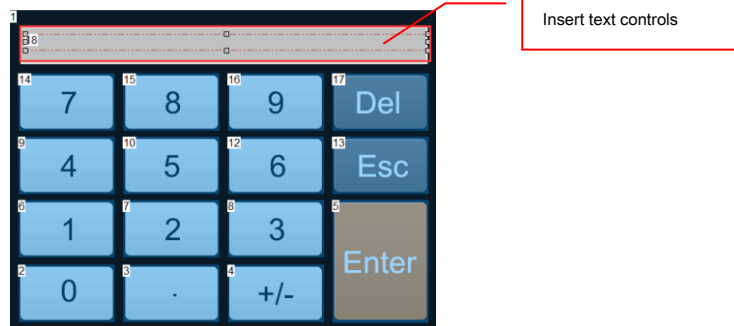 1
Insert text controls
18
14 15 16 17
7 8 9 Del
9 10 12 13
4 5 6 Esc
6 7 8 5
1 2 3
Enter
2 3 4
0 . +/-